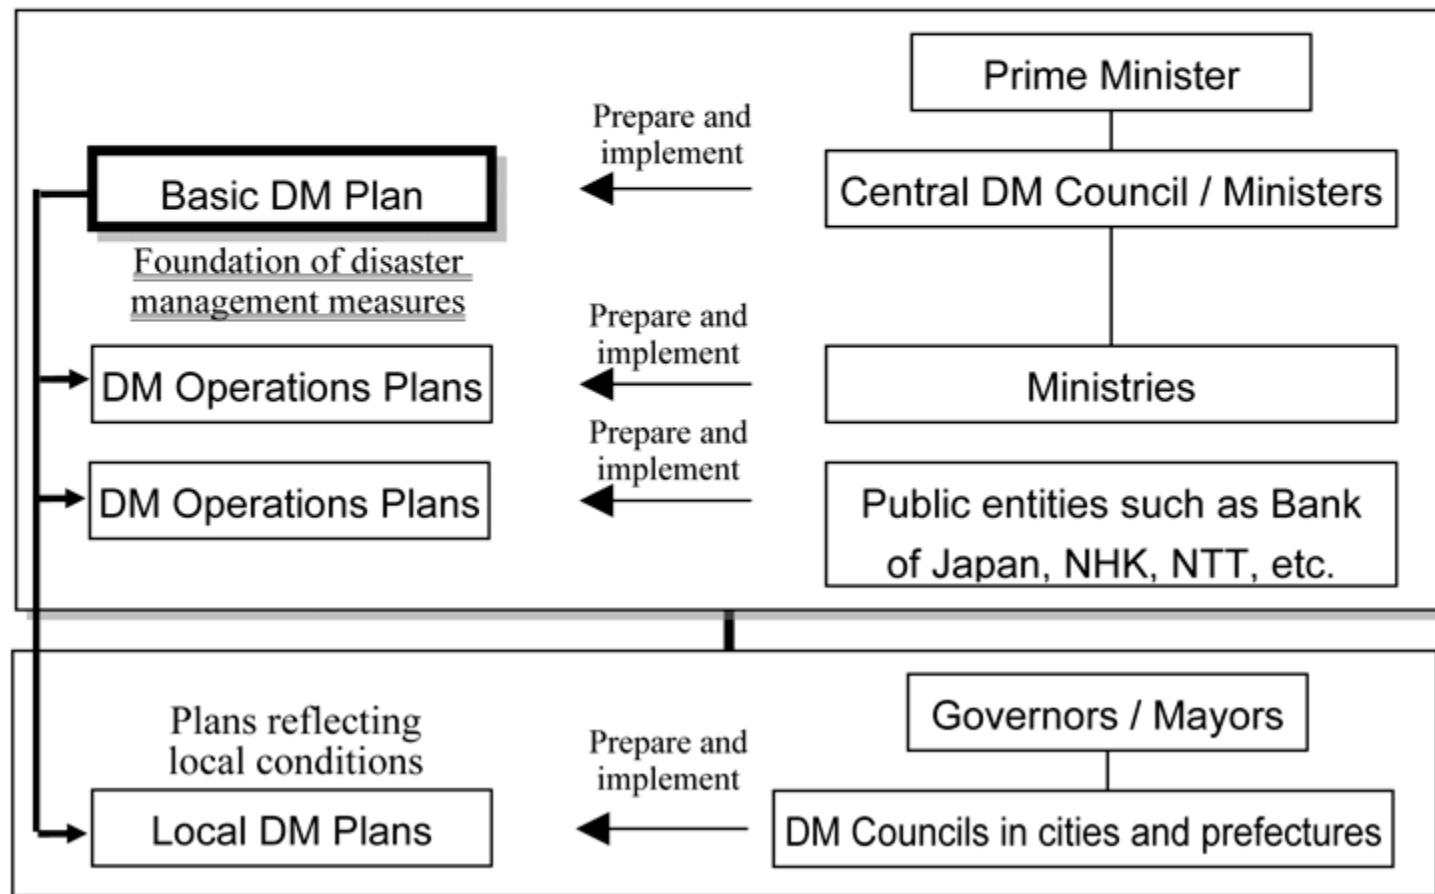 Prime Minister
Prepare and
implement
Basic DM Plan
Central DM Council / Ministers
Foundation of disaster
management measures
Prepare and
implement
DM Operations Plans
Ministries
Prepare and
implement
DM Operations Plans
Public entities such as Bank
of Japan, NHK, NTT, etc.
Governors / Mayors
Plans reflecting
local conditions
Prepare and
implement
Local DM Plans
DM Councils in cities and prefectures